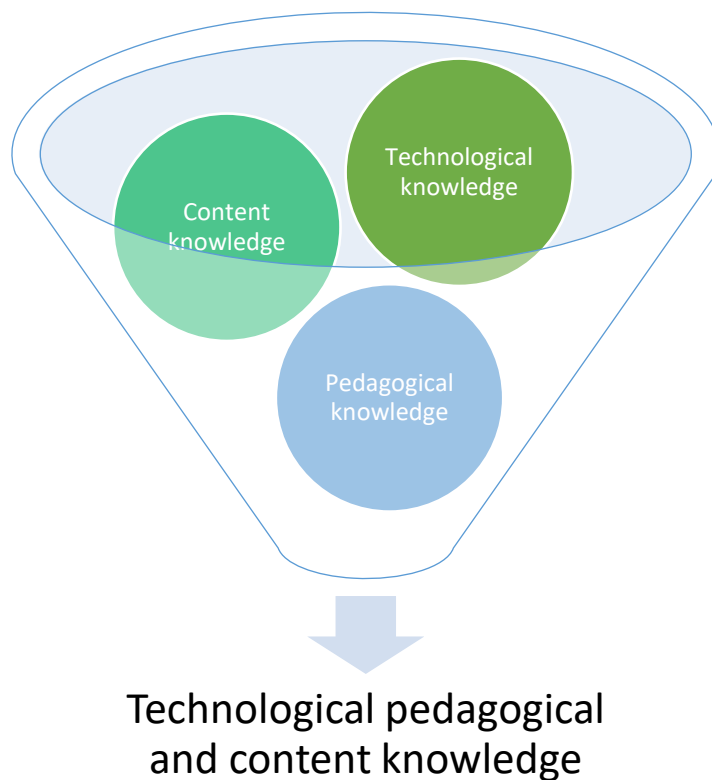 Technological
knowledge
Content
knowledge
Pedagogical
knowledge
Technological pedagogical
and content knowledge